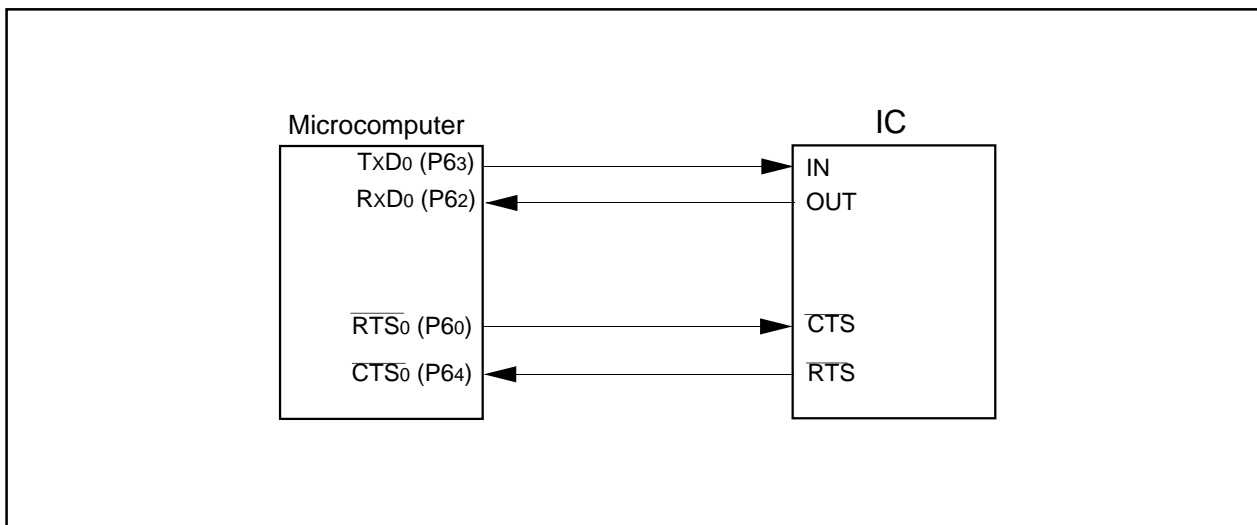 Microcomputer
TxD0 (P63)
RxD0 (P62)
RTS0 (P60)
CTS0 (P64)
IC
IN
OUT
CTS
RTS